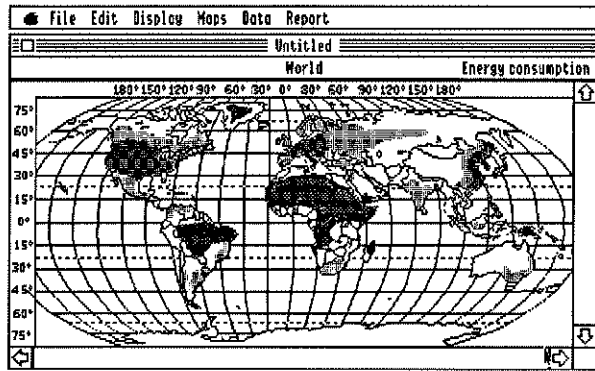 File Edit Display Maps Data Report
Untitled
World Energy consumption
180° 150° 120° 90° 60° 30° 0° 30° 60° 90° 120° 150° 180°
75°
60°
45°
30°
15°
0°
15°
30°
45°
60°
75°